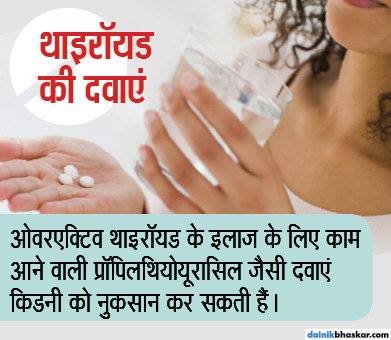 थाइरॉयड
की दवाएं
ओवरएक्टिव थाइरॉयड के इलाज के लिए काम
आने वाली प्रॉपिलथियोयूरासिल जैसी दवाएं
किडनी को नुकसान कर सकती हैं।
dainikbhaskar.com